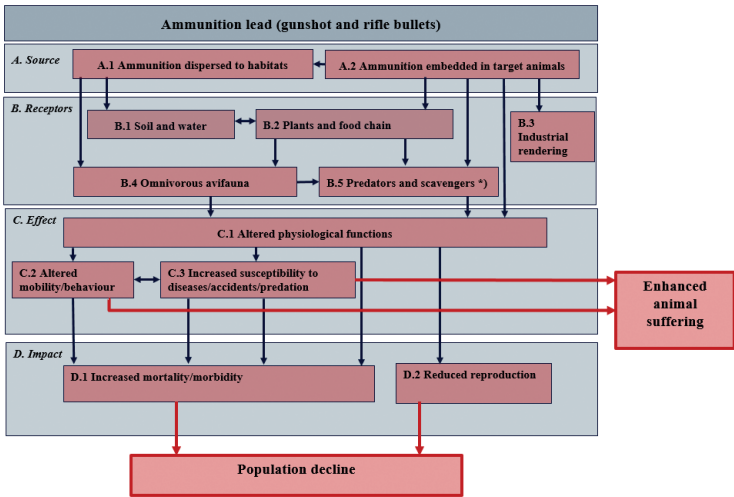 Ammunition lead (gunshot and rifle bullets)
A. Source
A.1 Ammunition dispersed to habitats
A.2 Ammunition embedded in target animals
B. Receptors
B.1 Soil and water
B.2 Plants and food chain
B.3
Industrial
rendering
B.4 Omnivorous avifauna
B.5 Predators and scavengers *)
C. Effect
C.1 Altered physiological functions
C.2 Altered
mobility/behaviour
C.3 Increased susceptibility to
diseases/accidents/predation
Enhanced
animal
suffering
D. Impact
D.1 Increased mortality/morbidity
D.2 Reduced reproduction
Population decline